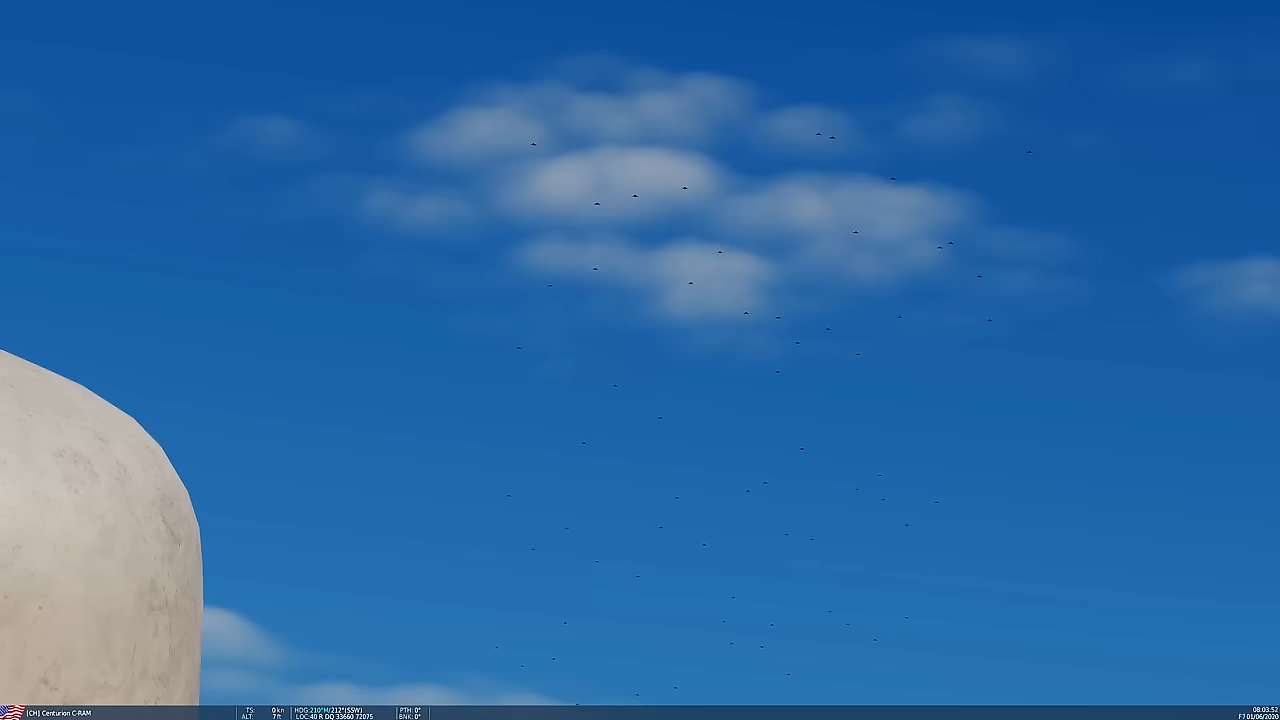 [CH] Centurion C-RAM
TS: 0 kn
ALT: 7 ft
HDG:210°M/212°(SSW)
LOC:40 R DQ 33660 72075
PTH: 0°
BNK: 0°
08:03:52
F7 01/06/2020